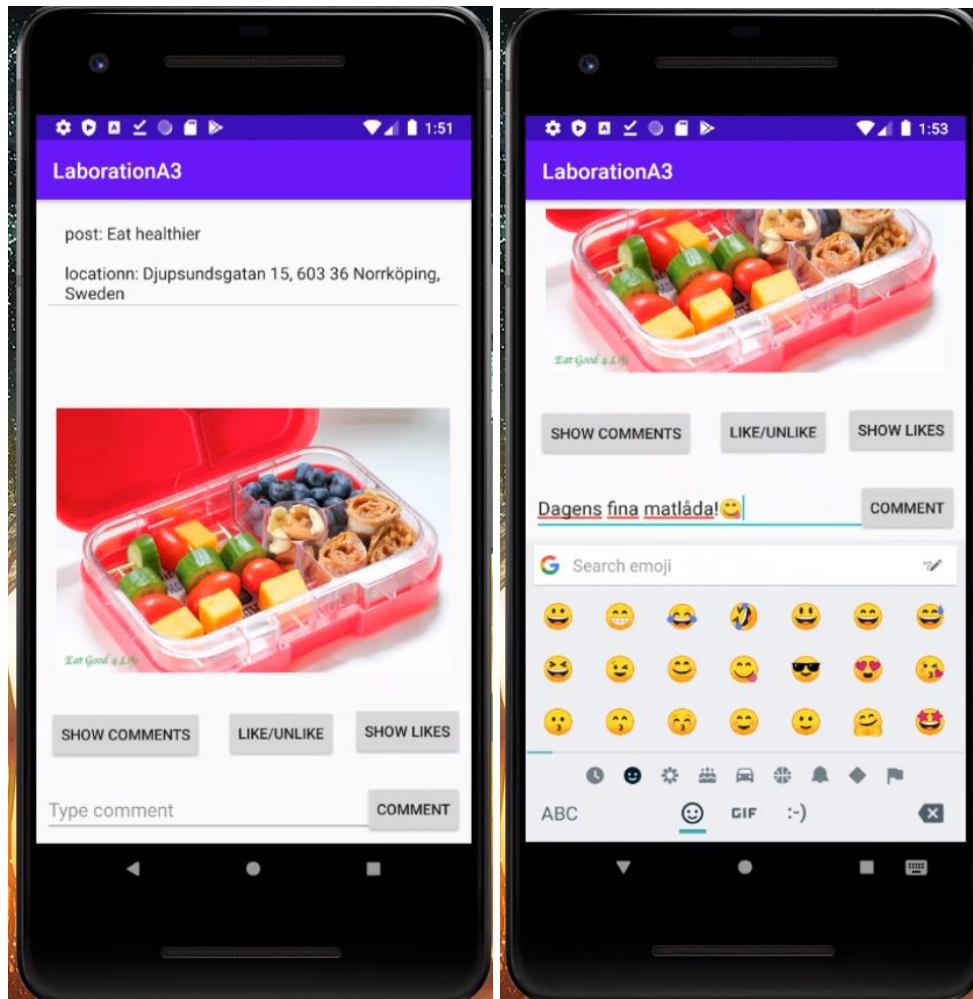 1:51
LaborationA3
post: Eat healthier
locationn: Djupsundsgatan 15, 603 36 Norrköping,
Sweden
Eat Good 4 Life
SHOW COMMENTS
LIKE/UNLIKE
SHOW LIKES
Type comment
COMMENT
1:53
LaborationA3
Eat Good 4 Life
SHOW COMMENTS
LIKE/UNLIKE
SHOW LIKES
Dagens fina matlåda!😋
COMMENT
G Search emoji
ABC
GIF
:-)